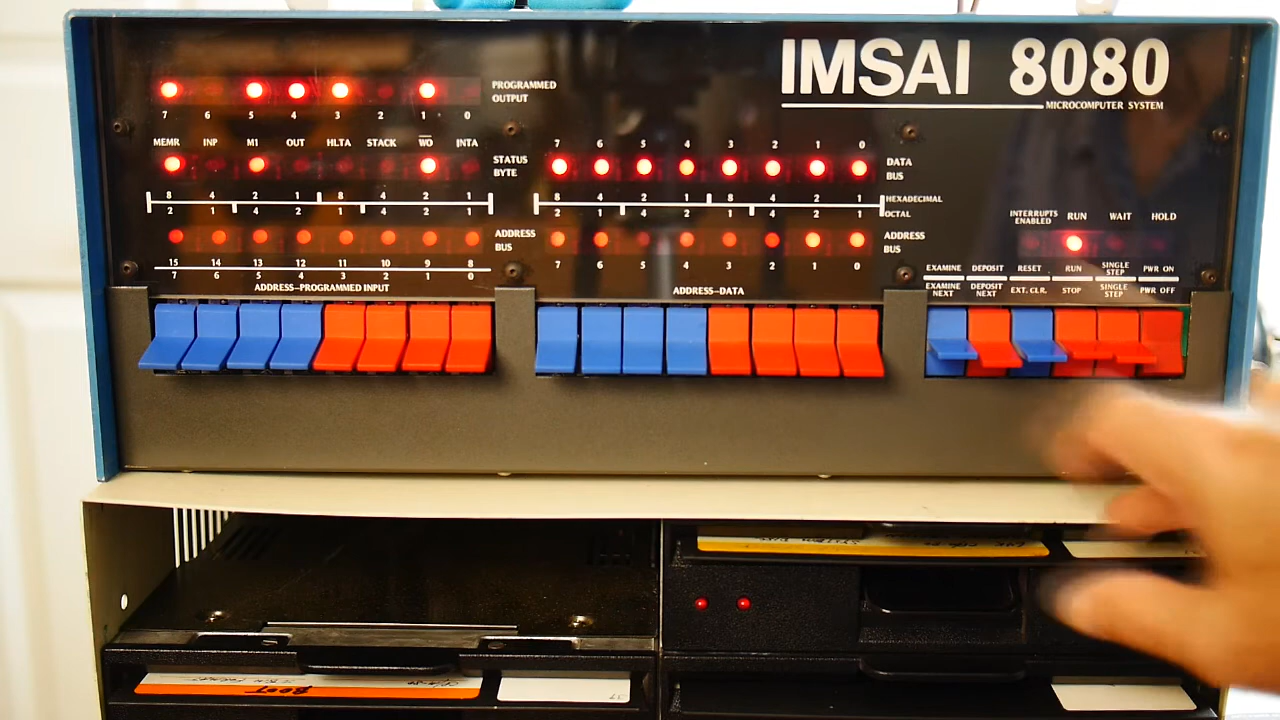 IMSAI 8080
MICROCOMPUTER SYSTEM
PROGRAMMED
OUTPUT
7 6 5 4 3 2 1 0
MEMR INP M1 OUT HLTA STACK WO INTA
STATUS
BYTE
7 6 5 4 3 2 1 0
DATA
BUS
8 4 2 1 8 4 2 1
2 1 4 2 1 4 2 1
8 4 2 1 8 4 2 1
HEXADECIMAL
2 1 4 2 1 4 2 1
OCTAL
ADDRESS
BUS
ADDRESS
BUS
15 14 13 12 11 10 9 8
7 6 5 4 3 2 1 0
ADDRESS-PROGRAMMED INPUT
7 6 5 4 3 2 1 0
ADDRESS-DATA
INTERRUPTS
ENABLED
RUN WAIT HOLD
EXAMINE DEPOSIT RESET RUN SINGLE STEP PWR ON
EXAMINE NEXT DEPOSIT NEXT EXT. CLR. STOP SINGLE STEP PWR OFF
BOOT